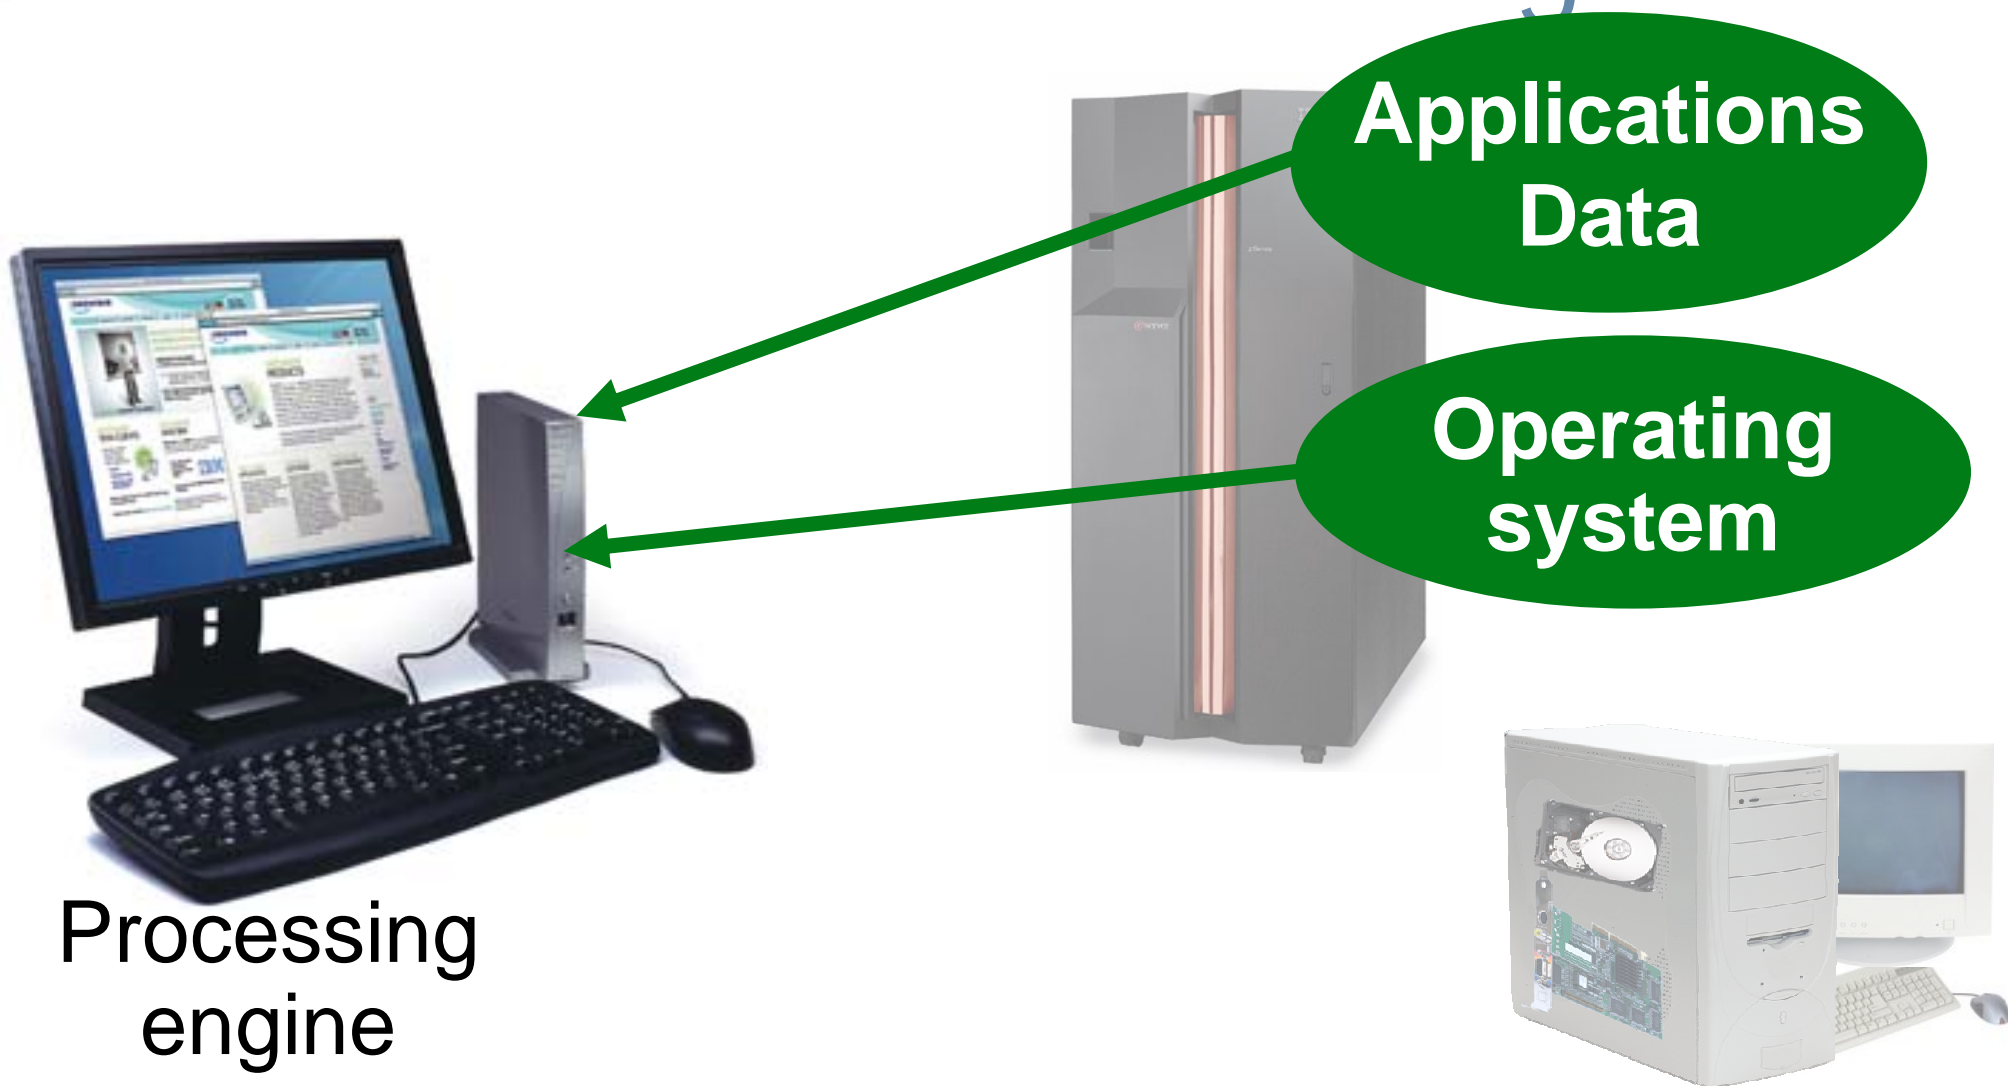 Applications
Data
Operating
system
Processing
engine